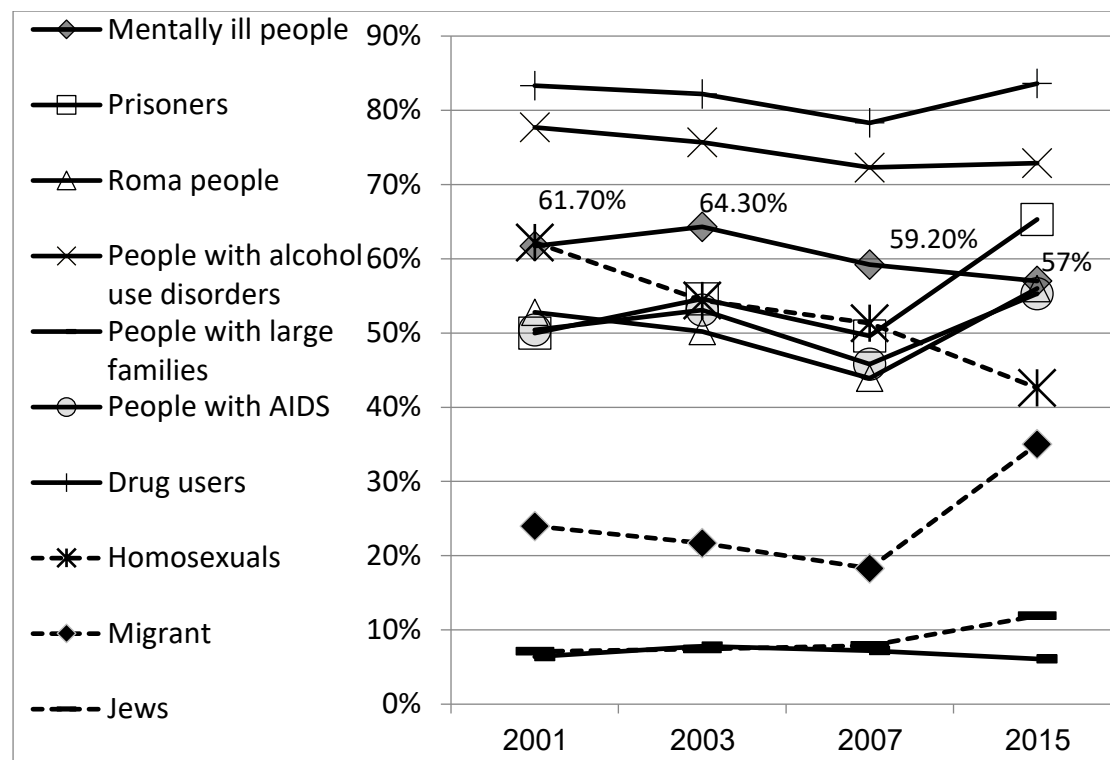 Mentally ill people
Prisoners
Roma people
People with alcohol
use disorders
People with large
families
People with AIDS
Drug users
Homosexuals
Migrant
Jews
90%
80%
70%
60%
50%
40%
30%
20%
10%
0%
61.70%
64.30%
59.20%
57%
2001
2003
2007
2015